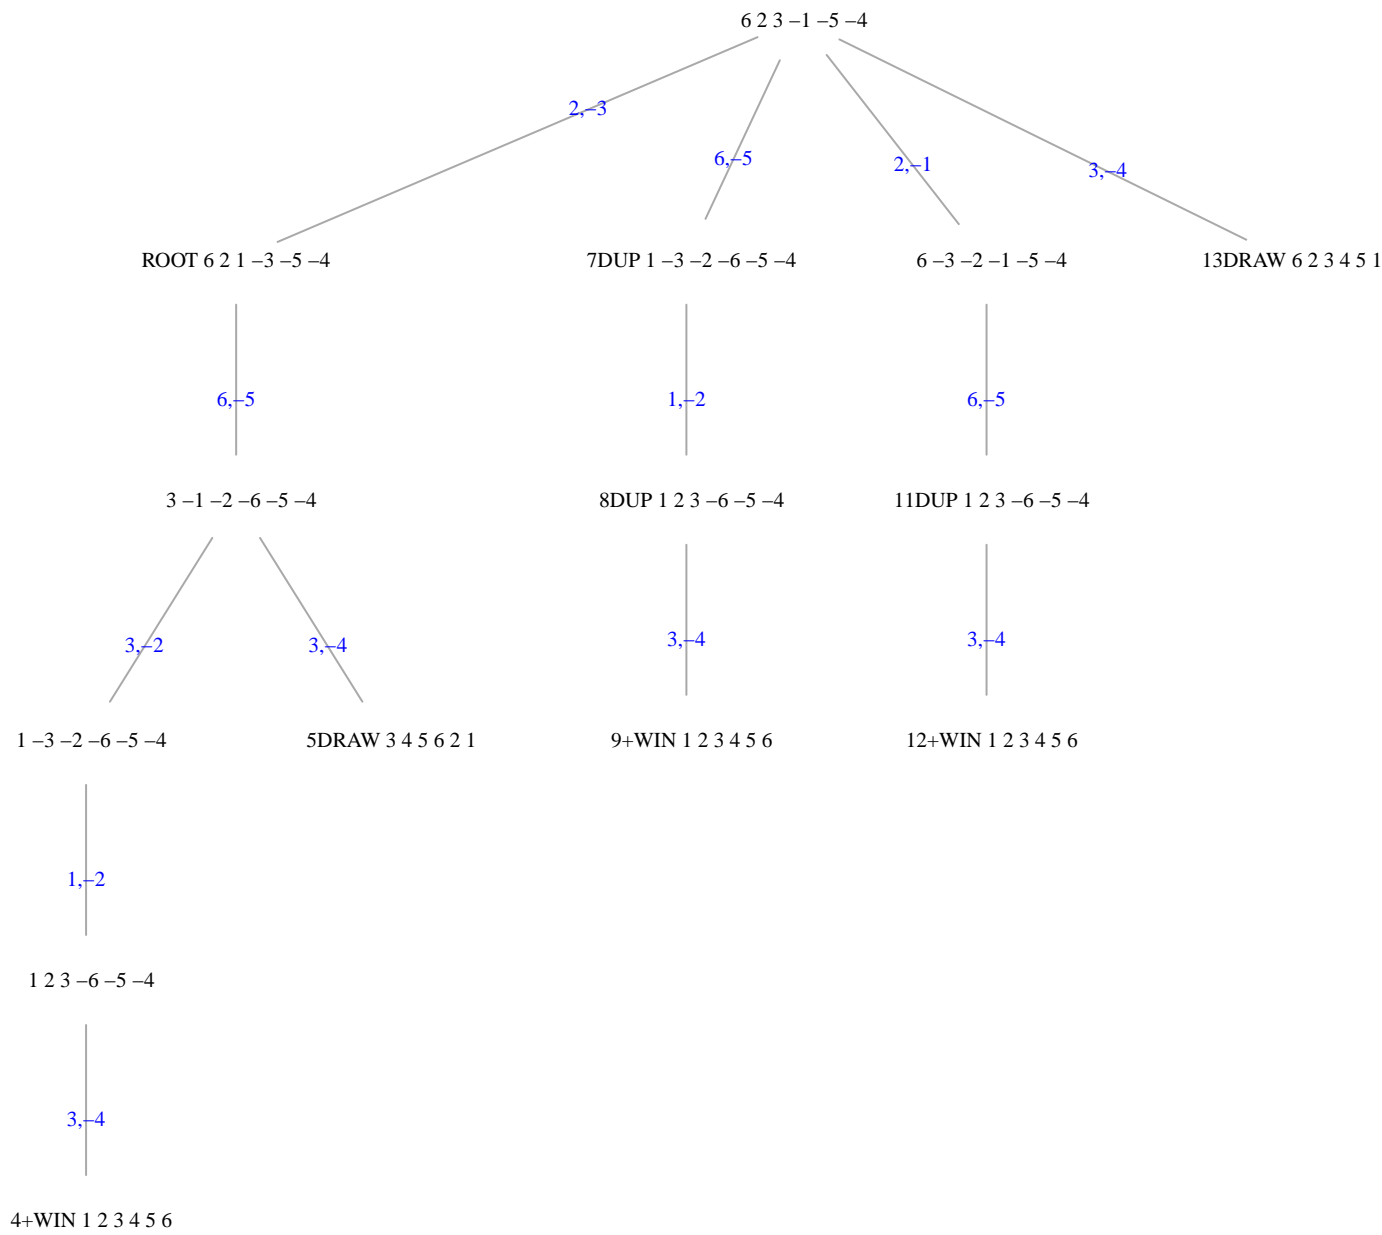 6 2 3 –1 –5 –4
2,–3
6,–5
2,–1
3,–4
ROOT 6 2 1 –3 –5 –4
7DUP 1 –3 –2 –6 –5 –4
6 –3 –2 –1 –5 –4
13DRAW 6 2 3 4 5 1
6,–5
1,–2
6,–5
3 –1 –2 –6 –5 –4
8DUP 1 2 3 –6 –5 –4
11DUP 1 2 3 –6 –5 –4
3,–2
3,–4
3,–4
3,–4
1 –3 –2 –6 –5 –4
5DRAW 3 4 5 6 2 1
9+WIN 1 2 3 4 5 6
12+WIN 1 2 3 4 5 6
1,–2
1 2 3 –6 –5 –4
3,–4
4+WIN 1 2 3 4 5 6